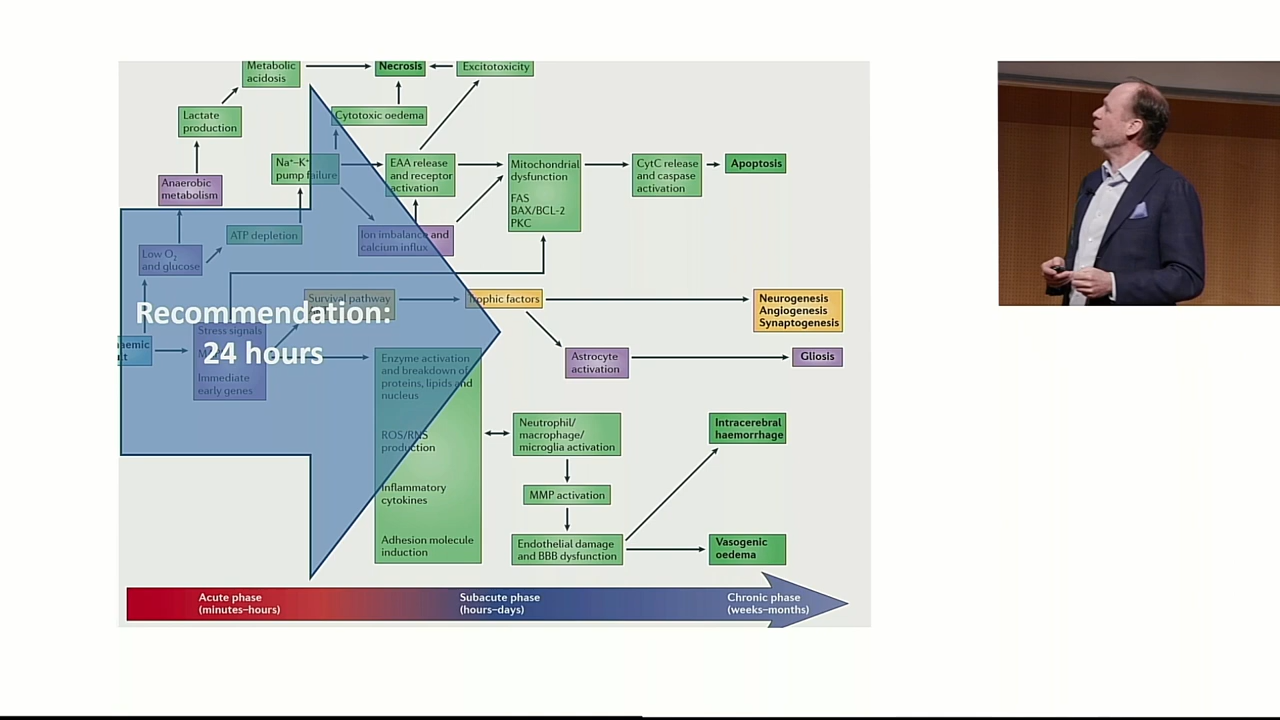 Metabolic
acidosis
Necrosis
Excitotoxicity
Lactate
production
Cytotoxic oedema
Na⁺–K⁺
pump failure
EAA release
and receptor
activation
Mitochondrial
dysfunction
FAS
BAX/BCL-2
PKC
CytC release
and caspase
activation
Apoptosis
Anaerobic
metabolism
ATP depletion
Ion imbalance and
calcium influx
Low O₂
and glucose
Survival pathway
Trophic factors
Neurogenesis
Angiogenesis
Synaptogenesis
Recommendation:
24 hours
Stress signals
Immediate
early genes
Enzyme activation
and breakdown of
proteins, lipids and
nucleus
ROS/RNS
production
Inflammatory
cytokines
Adhesion molecule
induction
Astrocyte
activation
Gliosis
Neutrophil/
macrophage/
microglia activation
Intracerebral
haemorrhage
MMP activation
Endothelial damage
and BBB dysfunction
Vasogenic
oedema
Acute phase
(minutes–hours)
Subacute phase
(hours–days)
Chronic phase
(weeks–months)